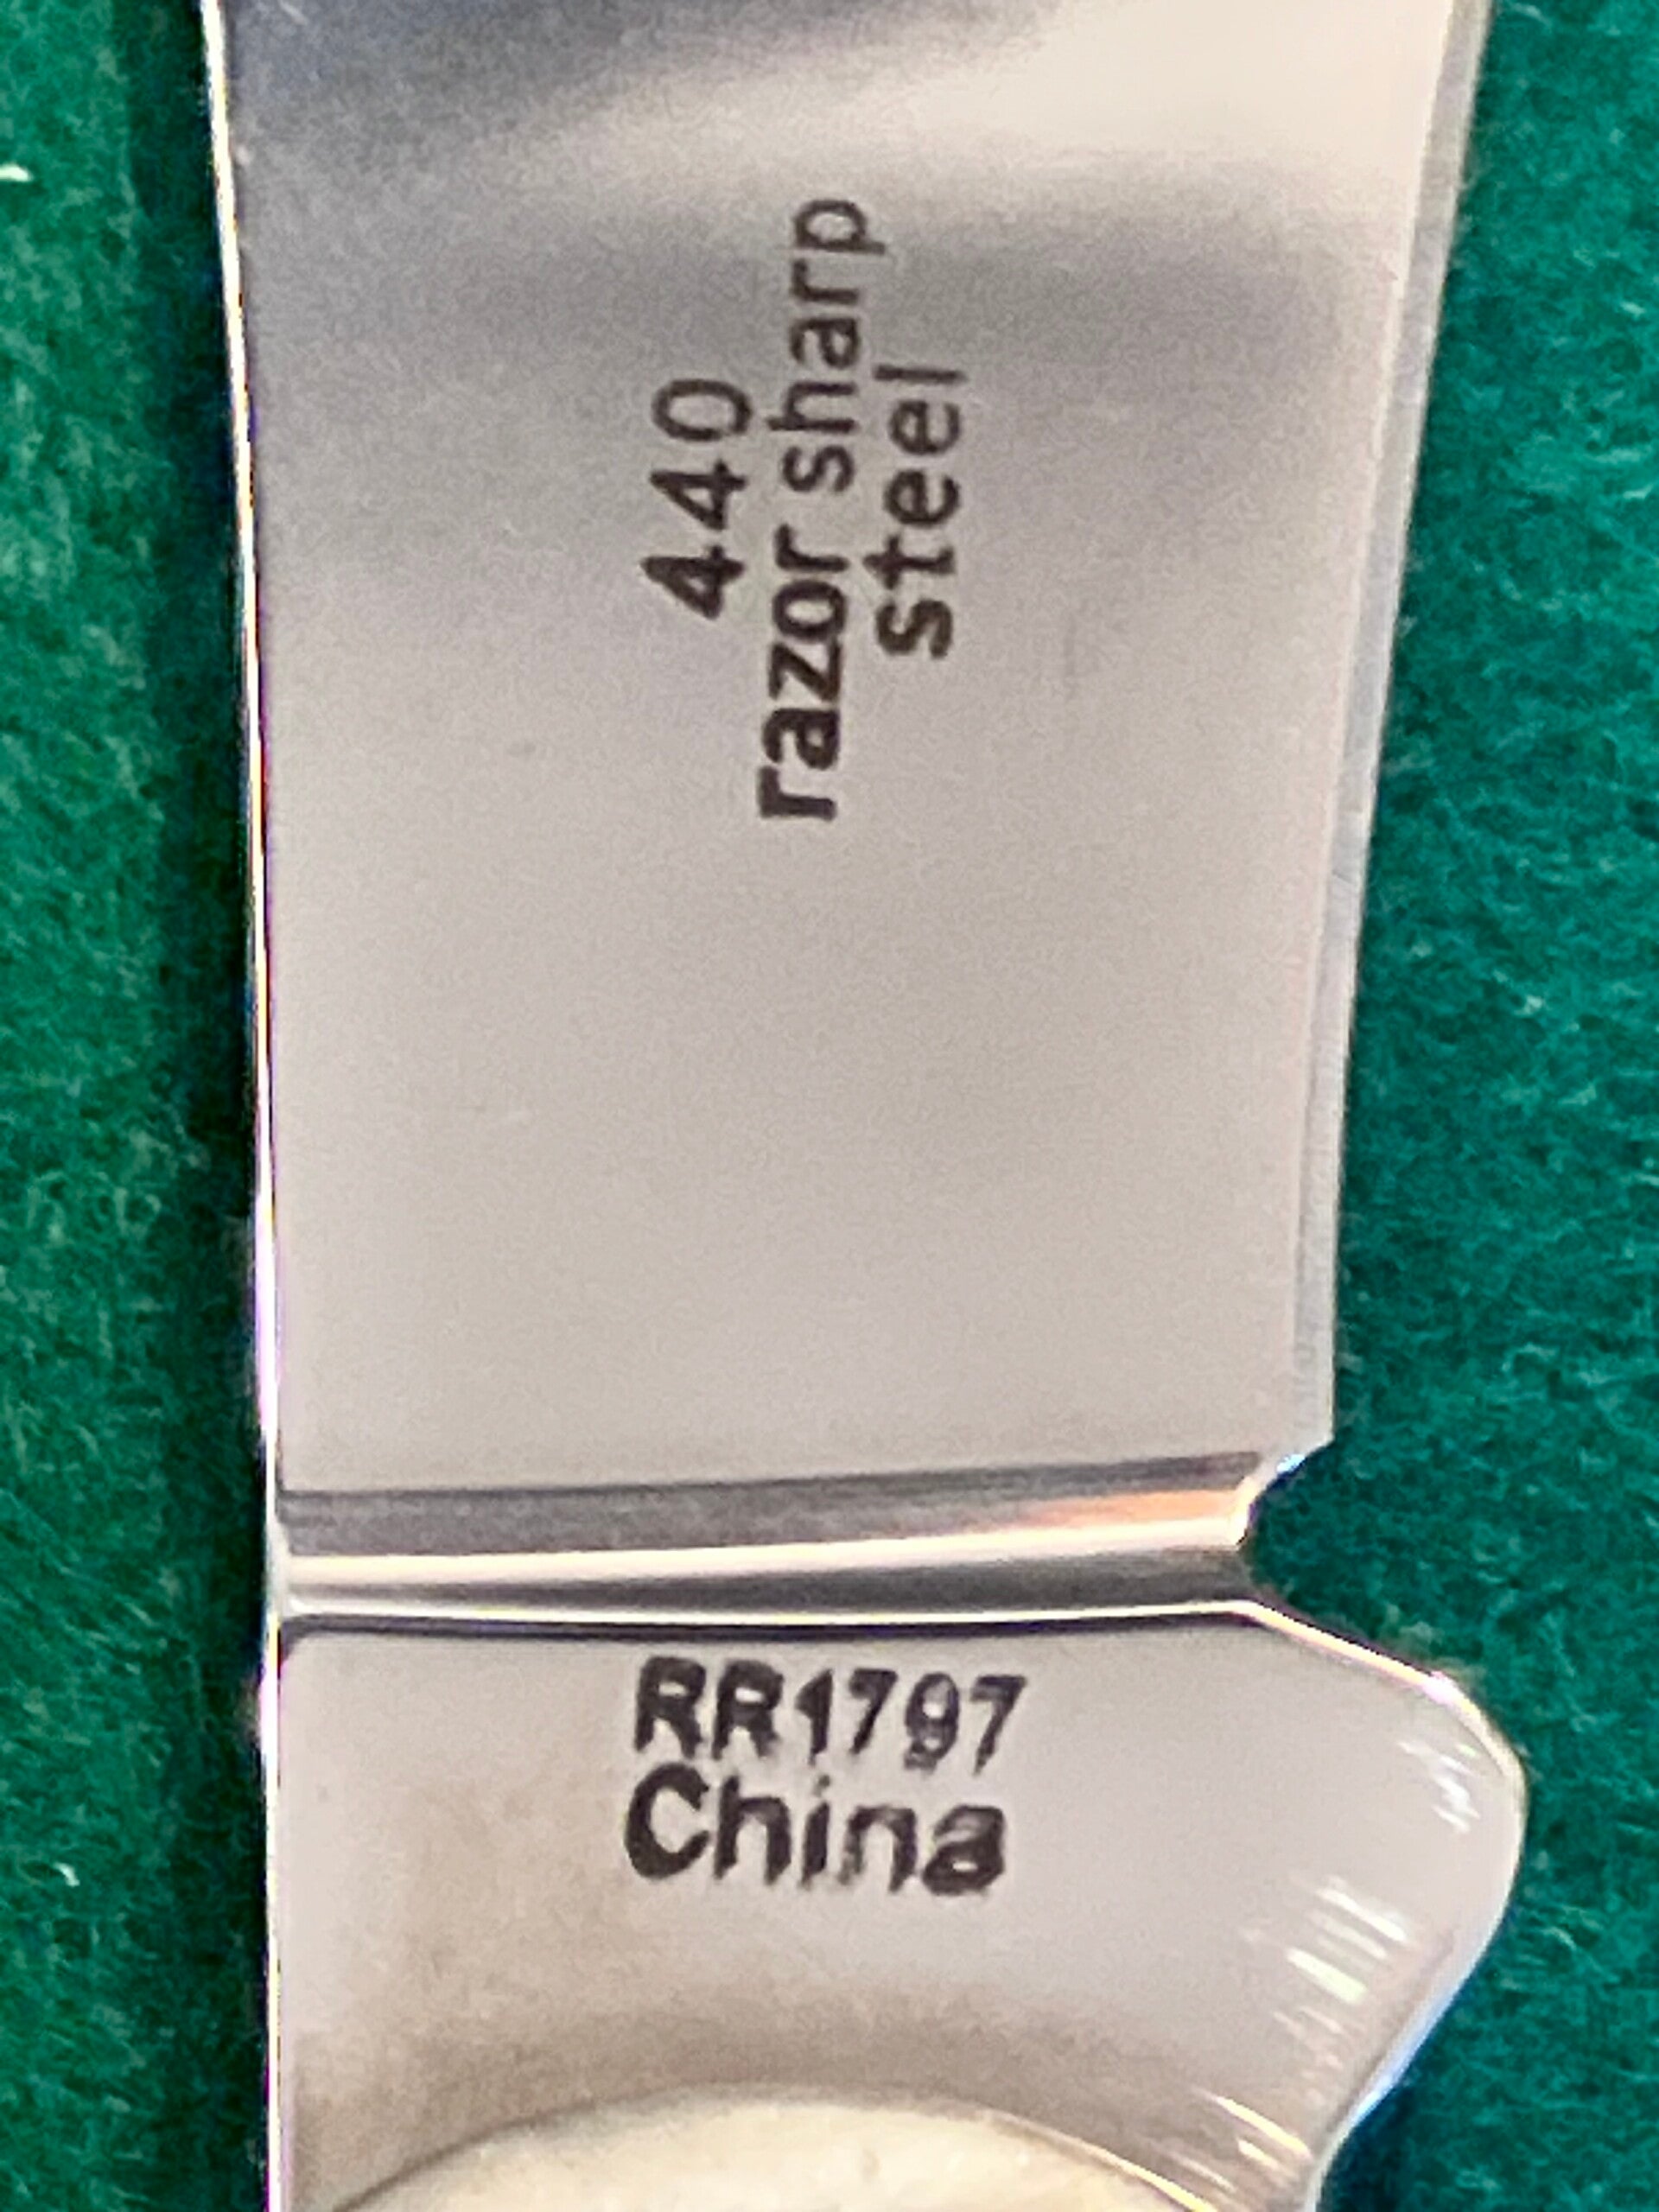 440
razor sharp
steel
RR1797
China